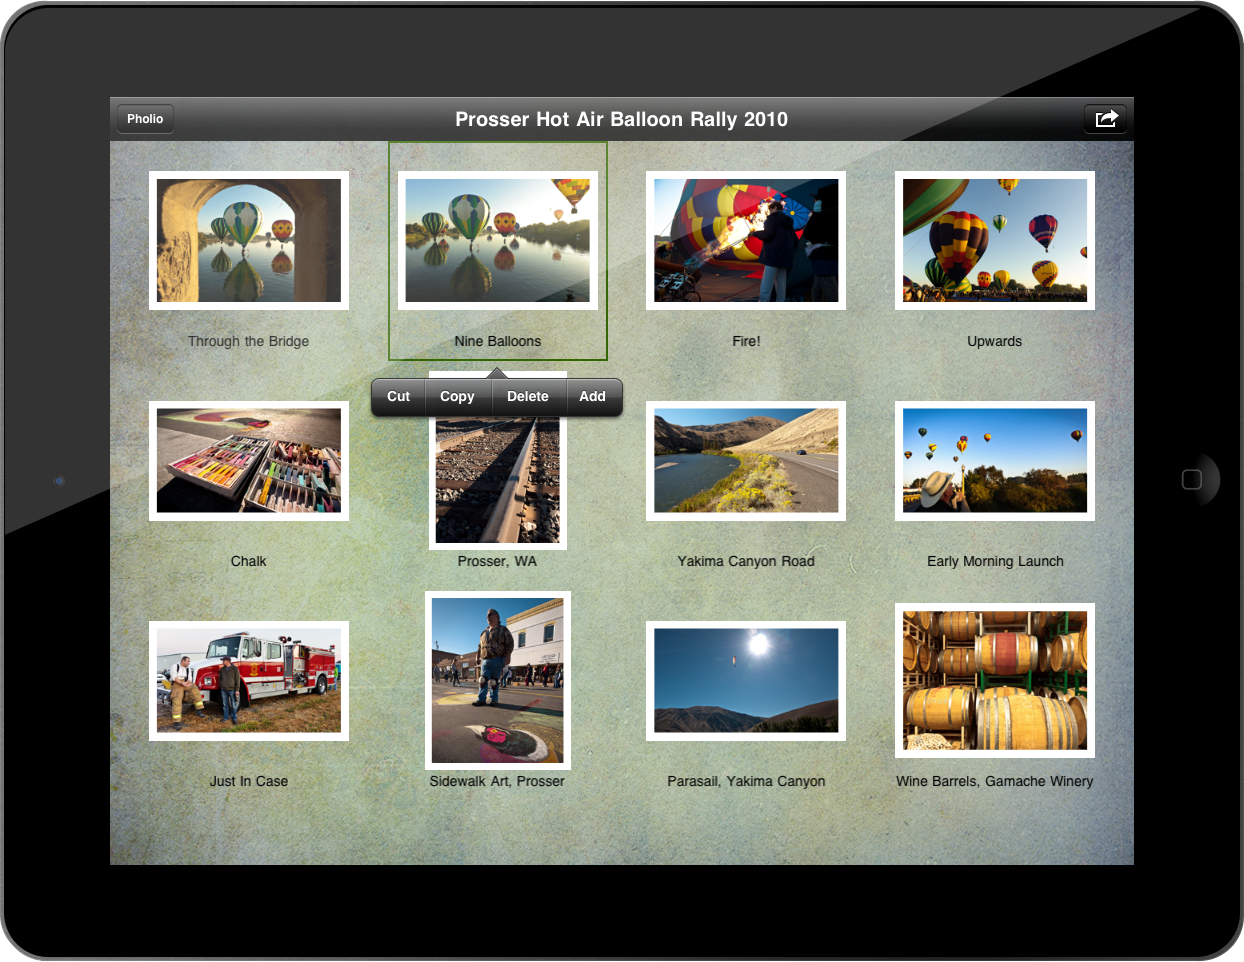 Pholio
Prosser Hot Air Balloon Rally 2010
Through the Bridge
Nine Balloons
Fire!
Upwards
Cut
Copy
Delete
Add
Chalk
Prosser, WA
Yakima Canyon Road
Early Morning Launch
Just In Case
Sidewalk Art, Prosser
Parasail, Yakima Canyon
Wine Barrels, Gamache Winery